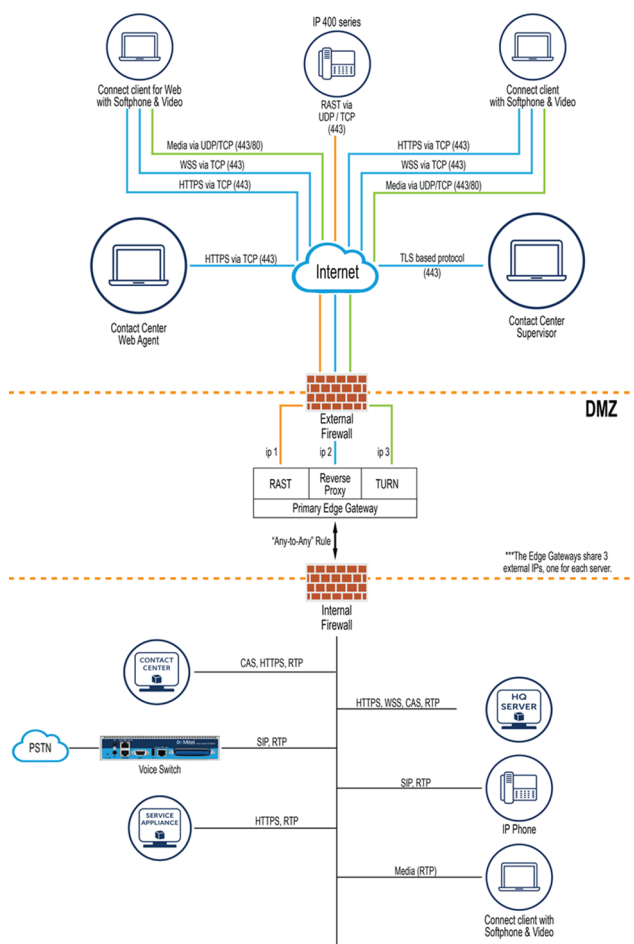 IP 400 series
Connect client for Web
with Softphone & Video
RAST via
UDP / TCP
(443)
Connect client
with Softphone & Video
Media via UDP/TCP (443/80)
WSS via TCP (443)
HTTPS via TCP (443)
HTTPS via TCP (443)
WSS via TCP (443)
Media via UDP/TCP (443/80)
HTTPS via TCP (443)
Internet
TLS based protocol
(443)
Contact Center
Web Agent
Contact Center
Supervisor
DMZ
External
Firewall
ip 1
ip 2
ip 3
RAST
Reverse
Proxy
TURN
Primary Edge Gateway
"Any-to-Any" Rule
***The Edge Gateways share 3
external IPs, one for each server.
Internal
Firewall
CONTACT
CENTER
CAS, HTTPS, RTP
HTTPS, WSS, CAS, RTP
HQ
SERVER
PSTN
Mitel
SIP, RTP
Voice Switch
SIP, RTP
IP Phone
SERVICE
APPLIANCE
HTTPS, RTP
Media (RTP)
Connect client with
Softphone & Video